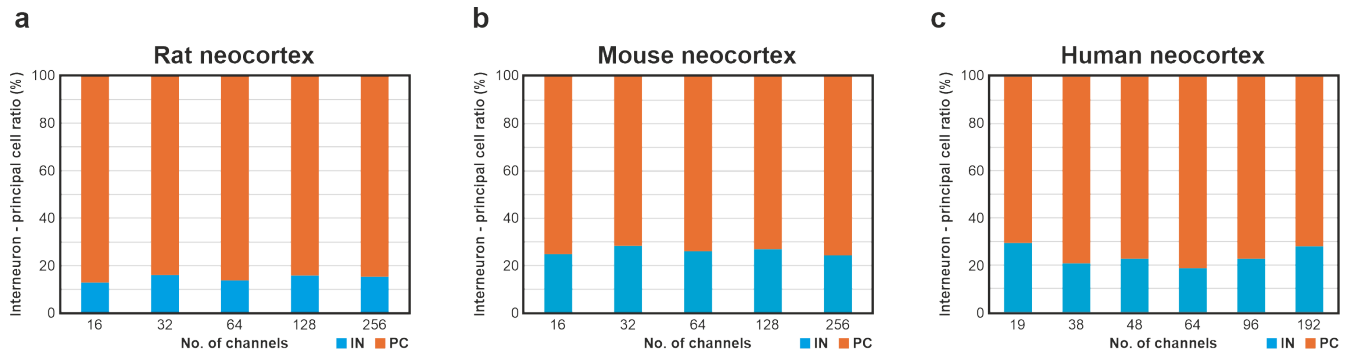 a
Rat neocortex
Interneuron - principal cell ratio (%)
100
80
60
40
20
0
16 32 64 128 256
No. of channels IN PC
b
Mouse neocortex
Interneuron - principal cell ratio (%)
100
80
60
40
20
0
16 32 64 128 256
No. of channels IN PC
c
Human neocortex
Interneuron - principal cell ratio (%)
100
80
60
40
20
0
19 38 48 64 96 192
No. of channels IN PC